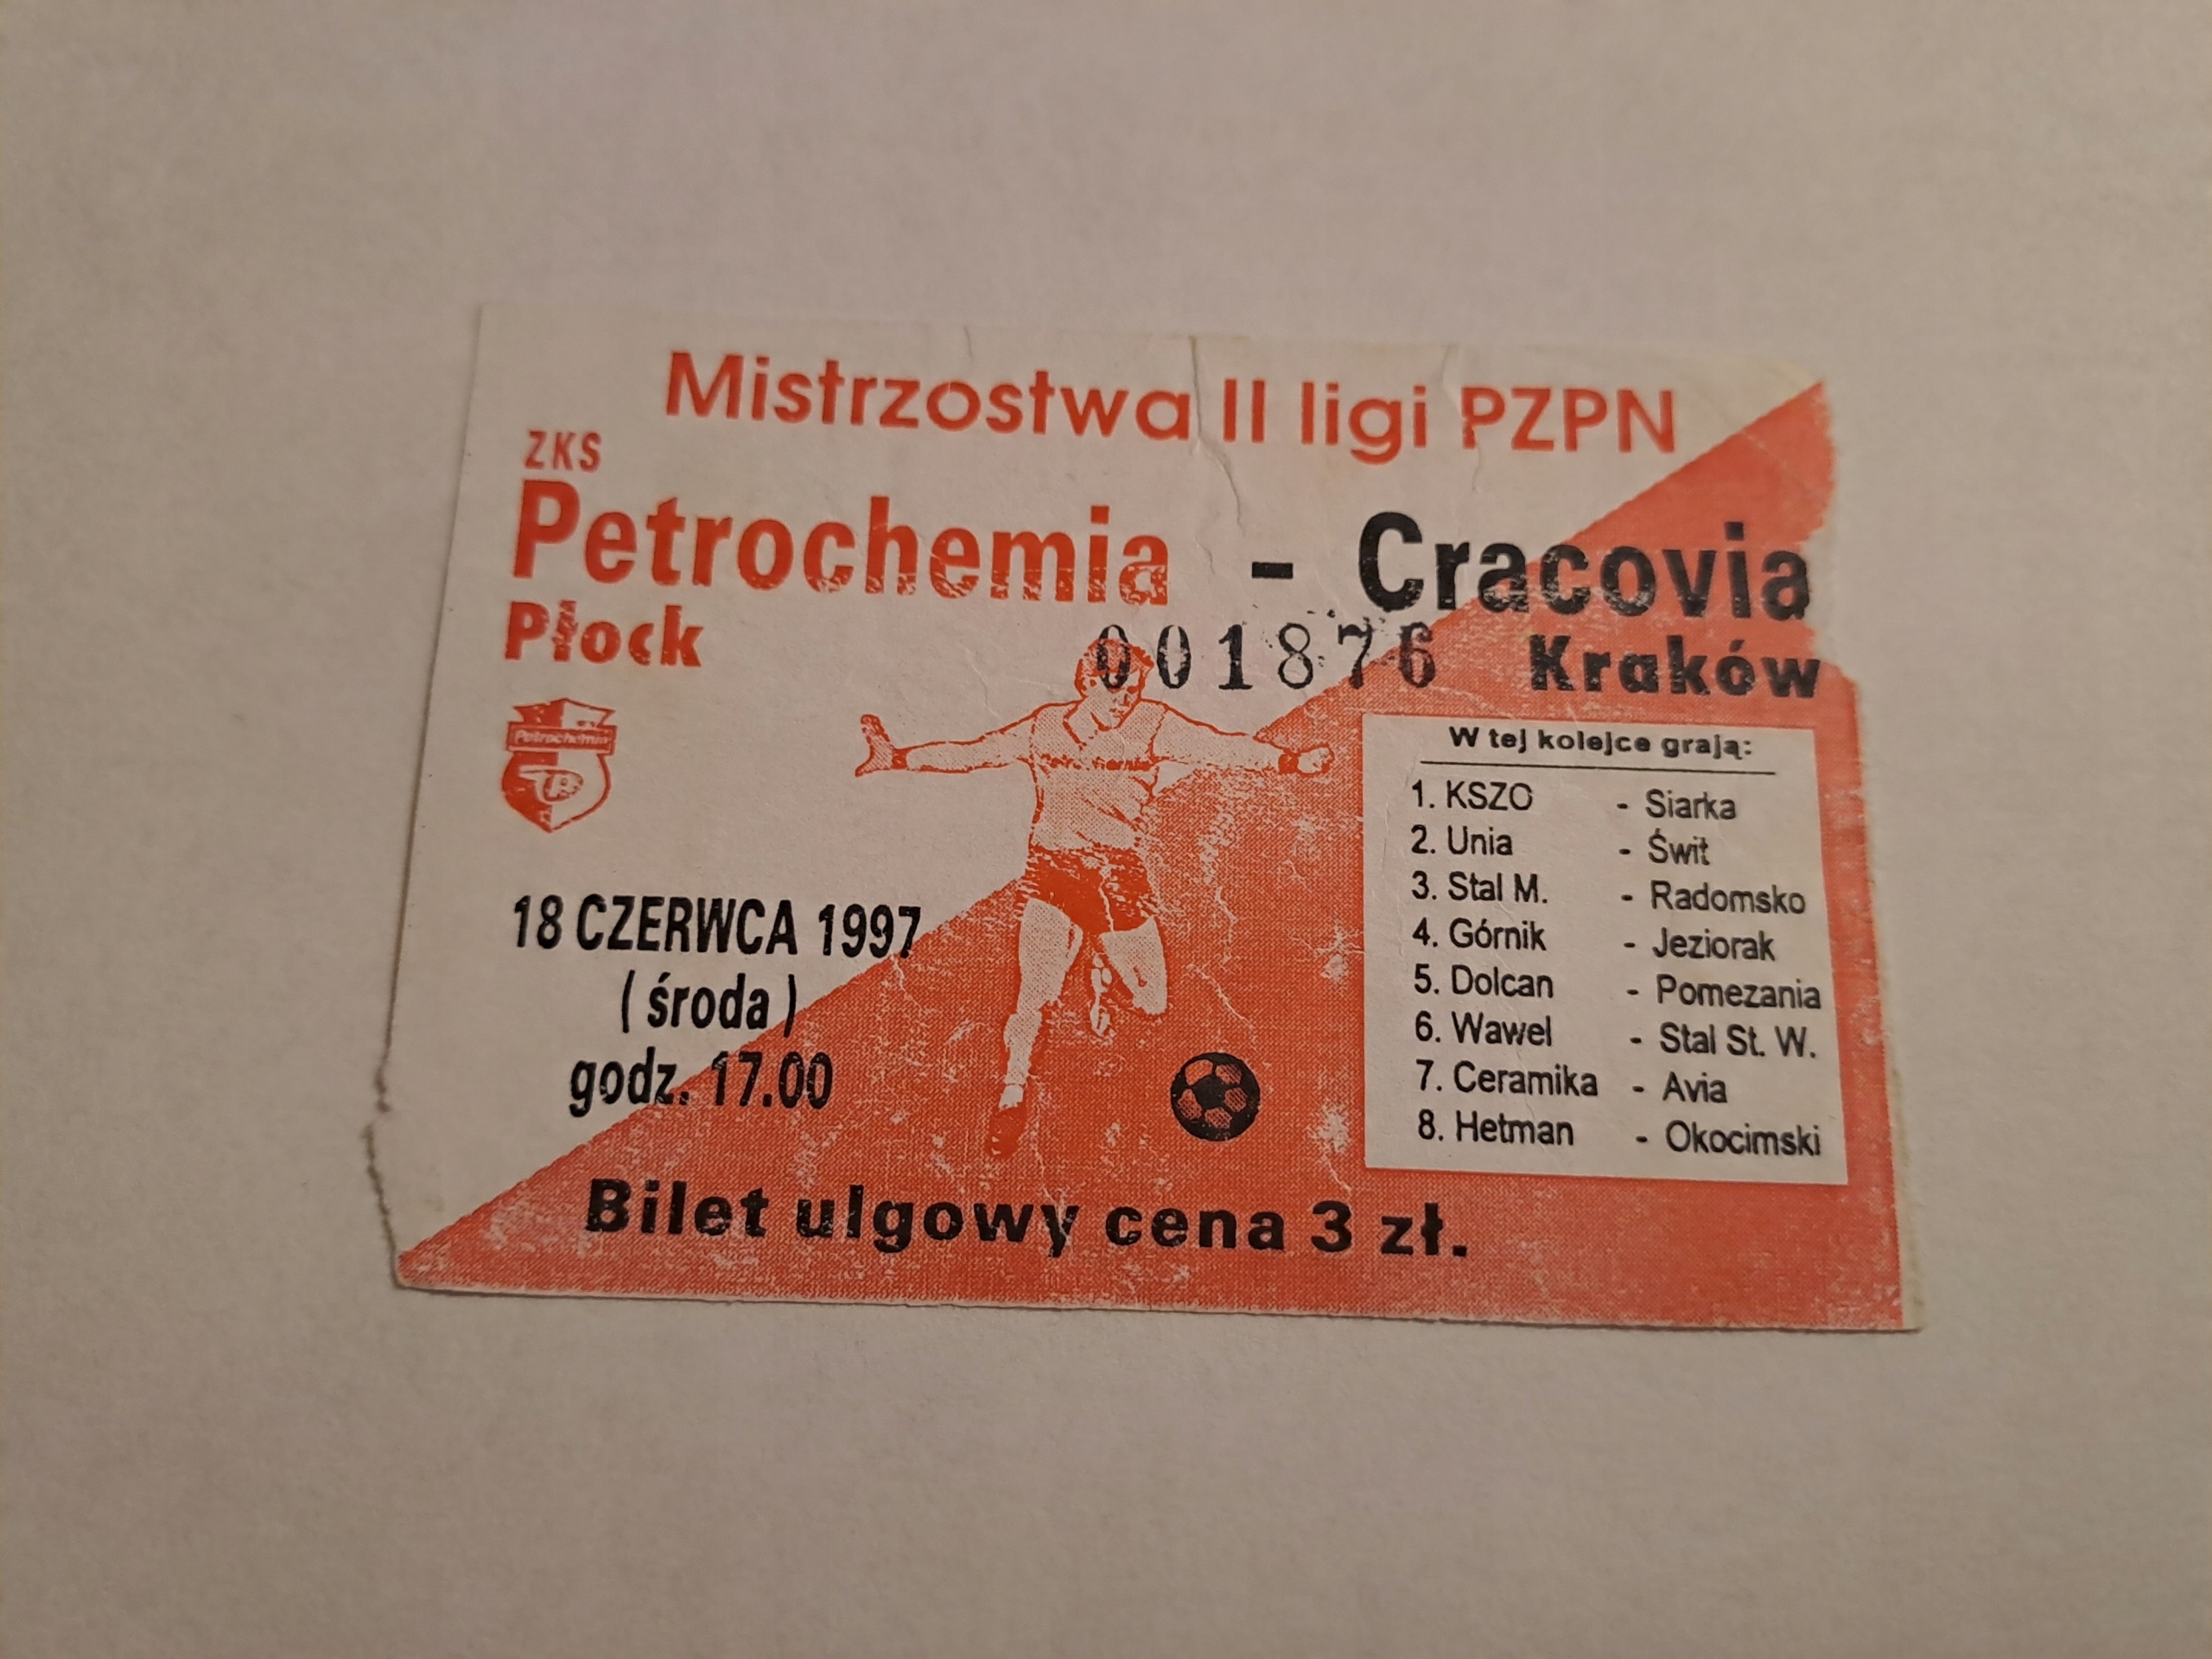 Mistrzostwa II ligi PZPN
ZKS
Petrochemia - Cracovia
Płock
001876
Kraków
Petrochemia
Petrochemia
W tej kolejce grają:
1. KSZO - Siarka
2. Unia - Świt
3. Stal M. - Radomsko
4. Górnik - Jeziorak
5. Dolcan - Pomezania
6. Wawel - Stal St. W.
7. Ceramika - Avia
8. Hetman - Okocimski
18 CZERWCA 1997
( środa )
godz. 17.00
Bilet ulgowy cena 3 zł.